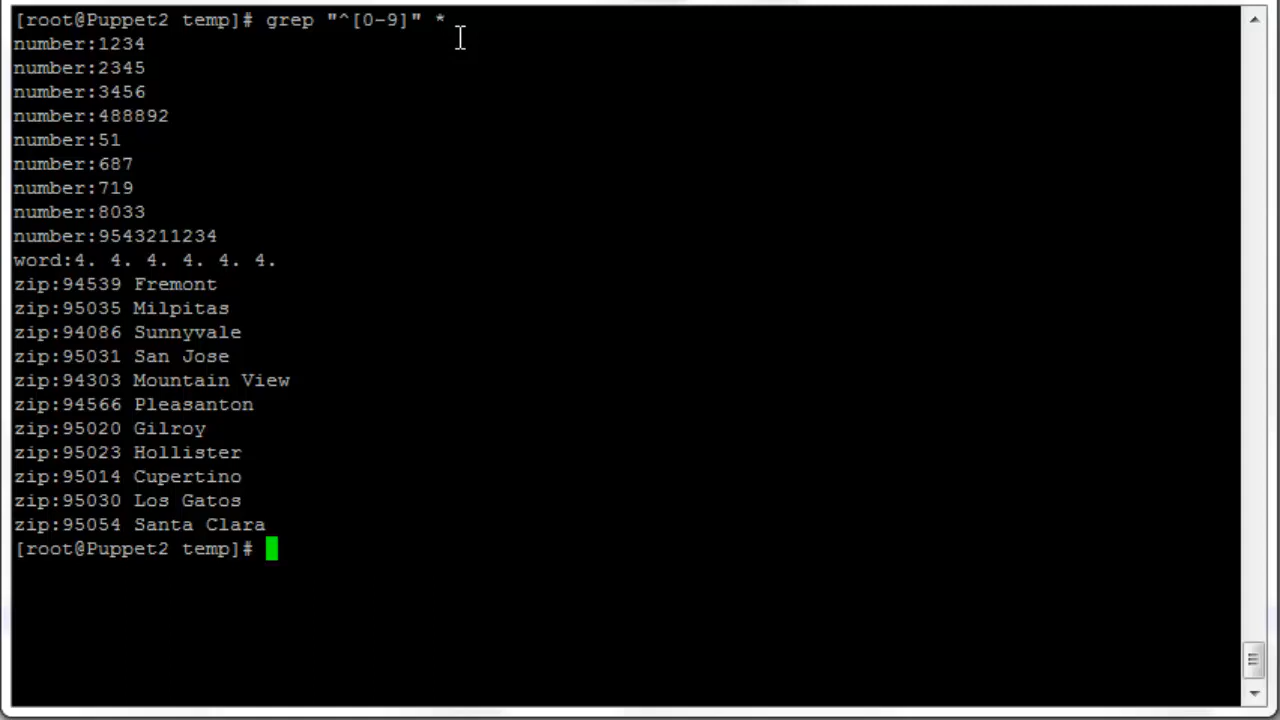 [root@Puppet2 temp]# grep "^[0-9]" *
number:1234
number:2345
number:3456
number:488892
number:51
number:687
number:719
number:8033
number:9543211234
word:4. 4. 4. 4. 4. 4.
zip:94539 Fremont
zip:95035 Milpitas
zip:94086 Sunnyvale
zip:95031 San Jose
zip:94303 Mountain View
zip:94566 Pleasanton
zip:95020 Gilroy
zip:95023 Hollister
zip:95014 Cupertino
zip:95030 Los Gatos
zip:95054 Santa Clara
[root@Puppet2 temp]#